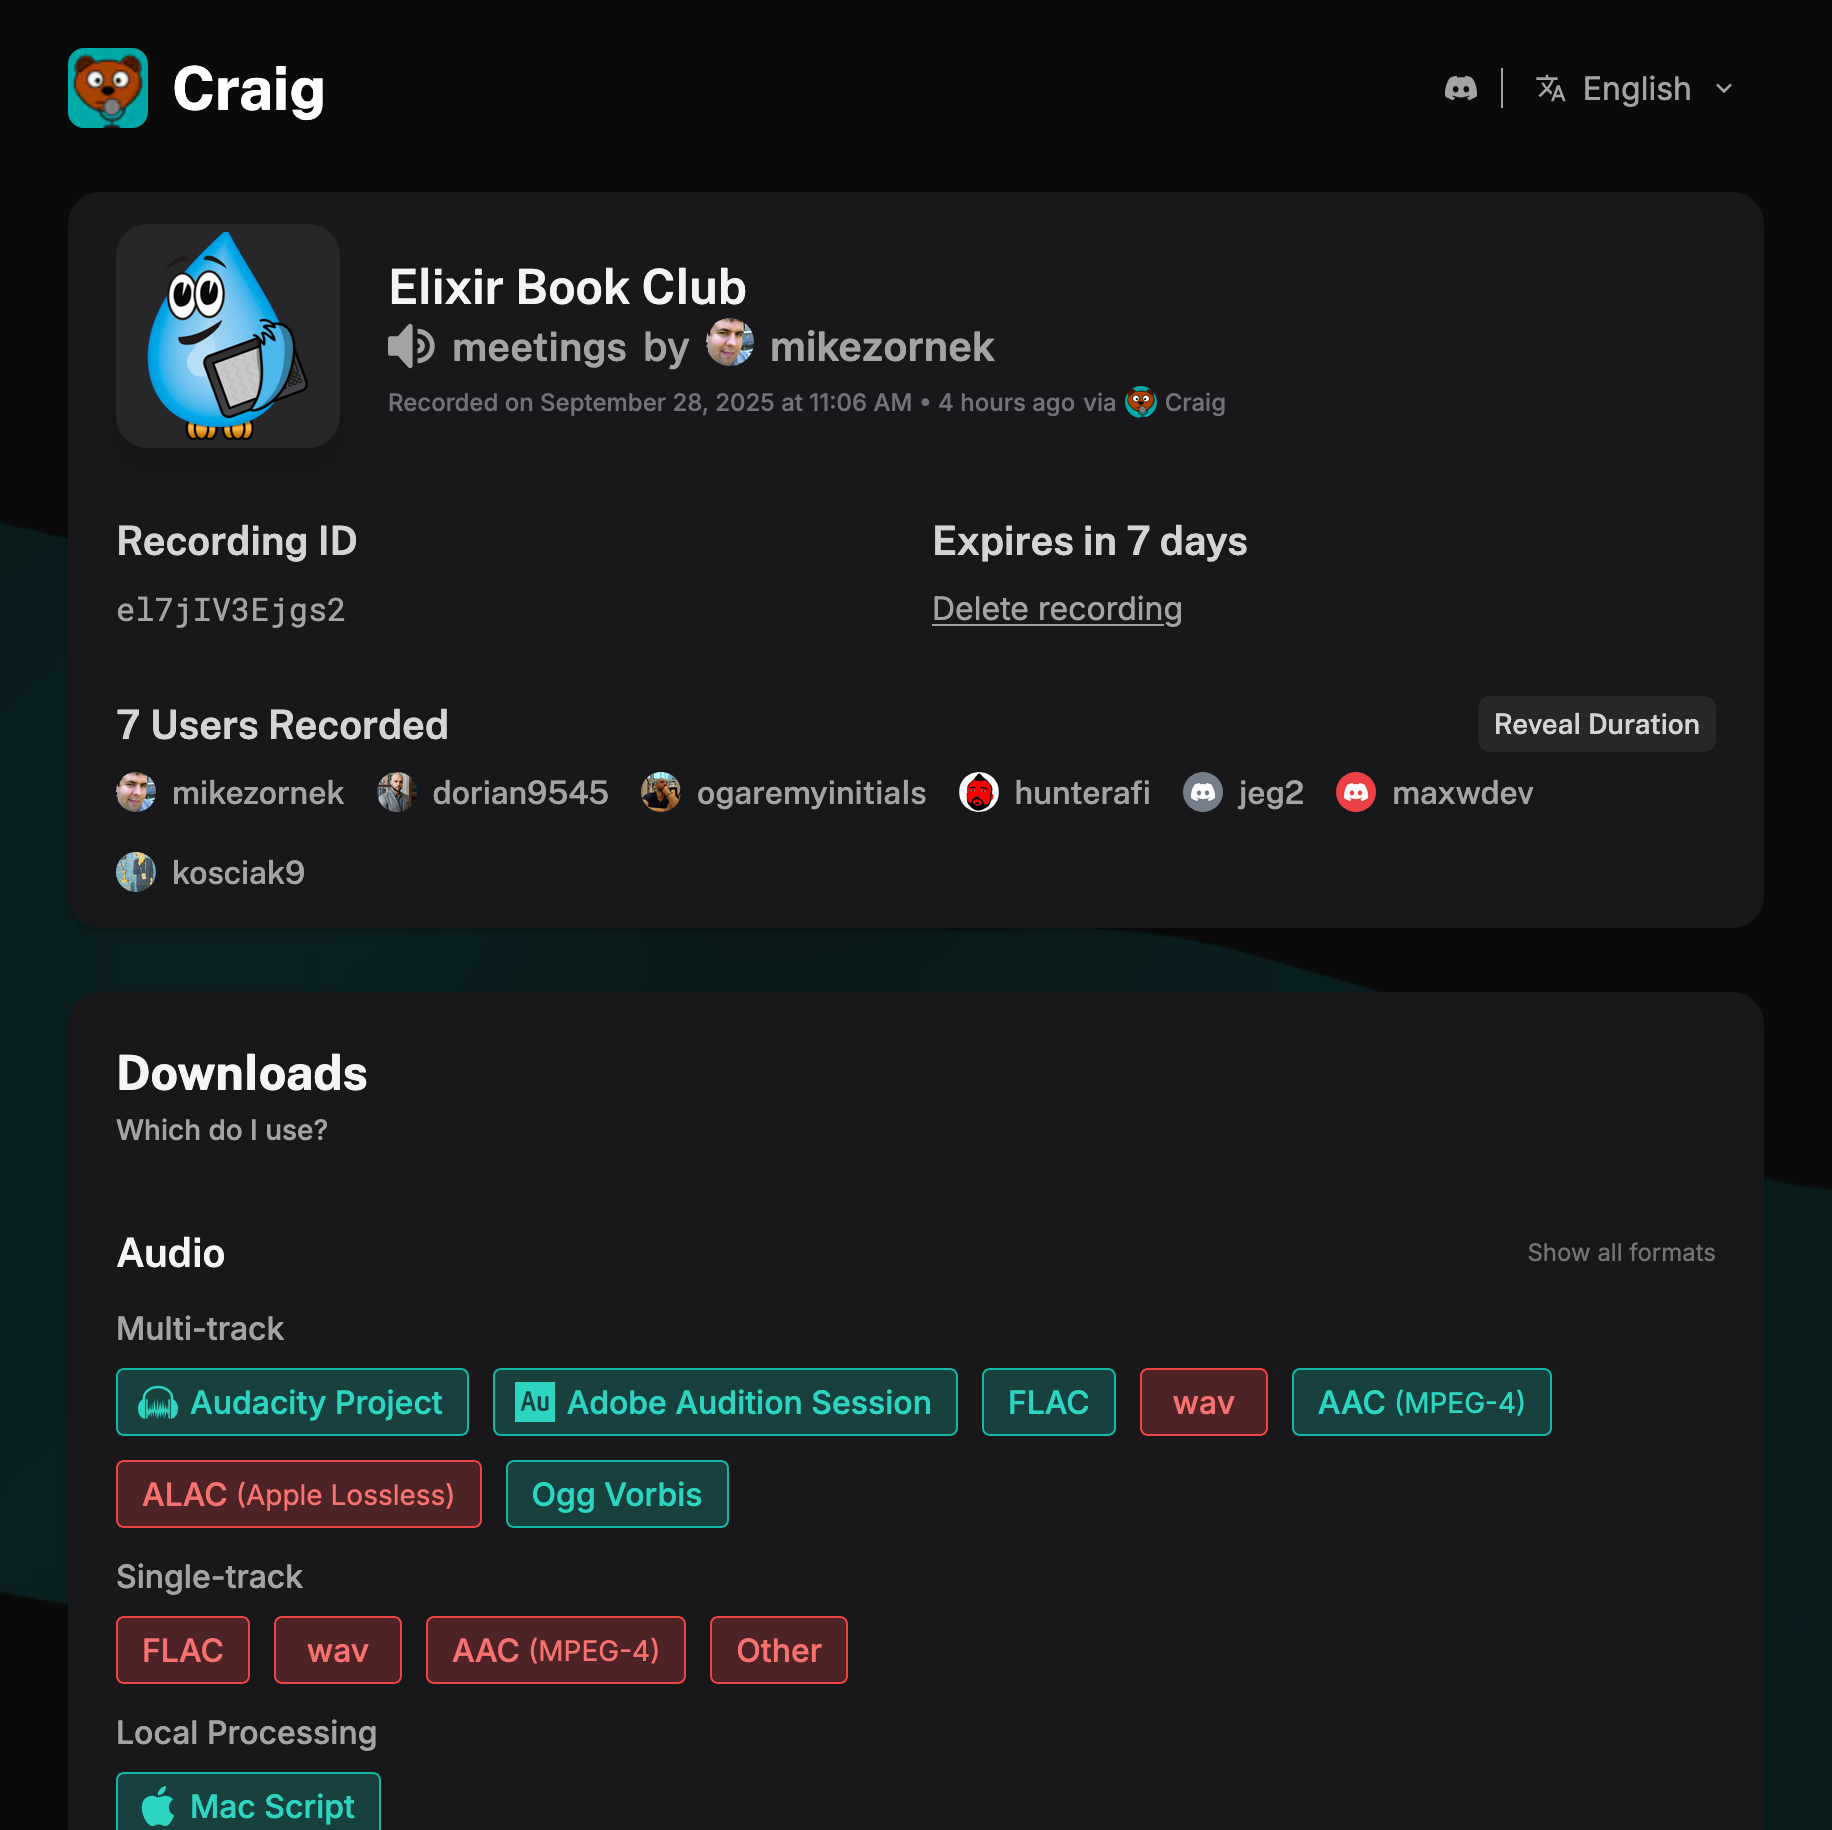 Craig
English
Elixir Book Club
meetings by mikezornek
Recorded on September 28, 2025 at 11:06 AM • 4 hours ago via Craig
Recording ID
Expires in 7 days
el7jIV3Ejgs2
Delete recording
7 Users Recorded
Reveal Duration
mikezornek dorian9545 ogaremyinitials hunterafi jeg2 maxwdev
kosciak9
Downloads
Which do I use?
Audio
Show all formats
Multi-track
Audacity Project Au Adobe Audition Session FLAC wav AAC (MPEG-4)
ALAC (Apple Lossless) Ogg Vorbis
Single-track
FLAC wav AAC (MPEG-4) Other
Local Processing
Mac Script